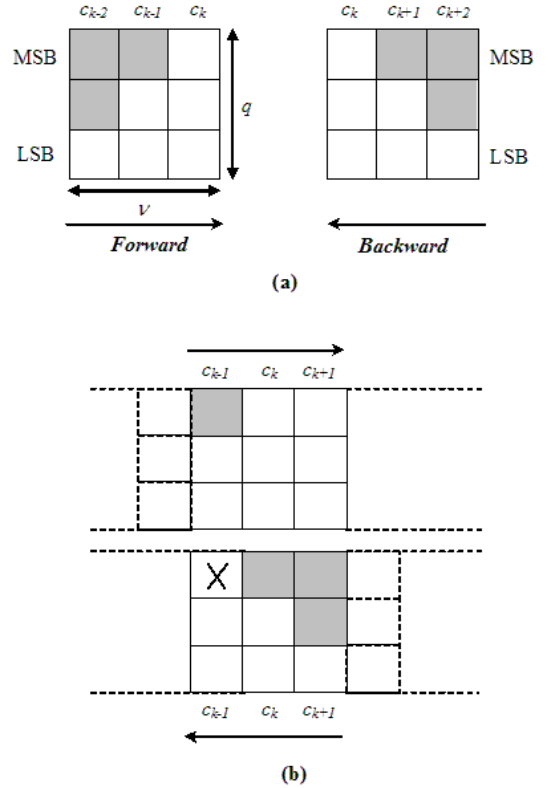 c_{k-2} c_{k-1} c_k c_k c_{k+1} c_{k+2}
MSB MSB
q
LSB LSB
v
Forward Backward
(a)
c_{k-1} c_k c_{k+1}
X
c_{k-1} c_k c_{k+1}
(b)